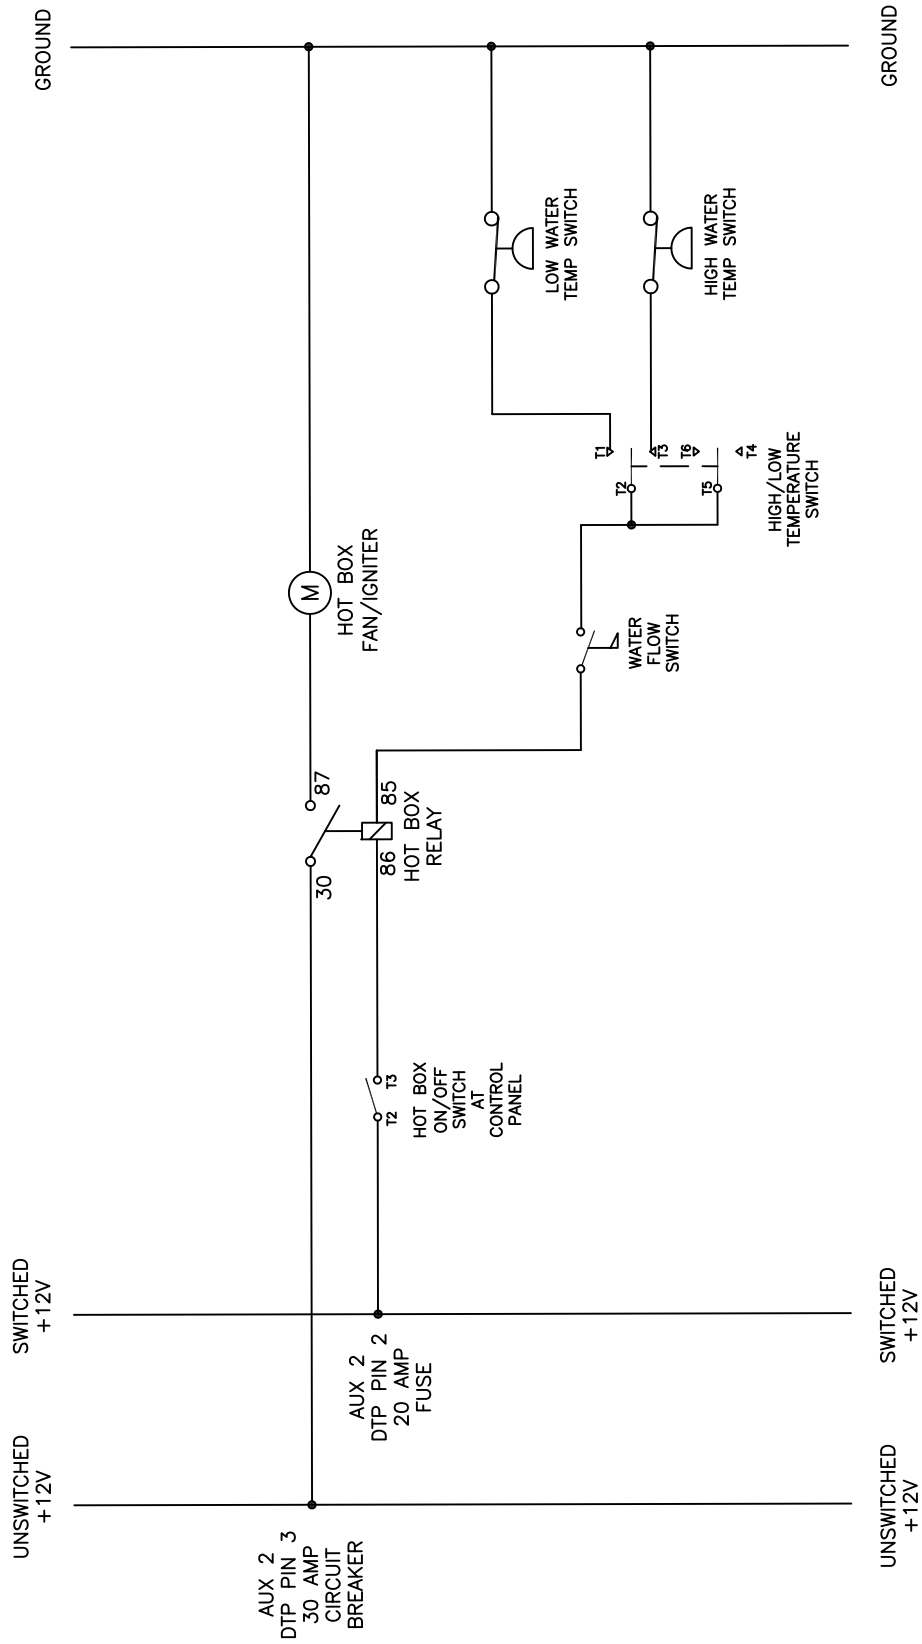 UNSWITCHED
+12V
SWITCHED
+12V
GROUND
AUX 2
DTP PIN 3
30 AMP
CIRCUIT
BREAKER
30
87
M
HOT BOX
FAN/IGNITER
AUX 2
DTP PIN 2
20 AMP
FUSE
T2
T3
HOT BOX
ON/OFF
SWITCH
AT
CONTROL
PANEL
86
85
HOT BOX
RELAY
LOW WATER
TEMP SWITCH
WATER
FLOW
SWITCH
T1
T2
T3
T6
T5
T4
HIGH/LOW
TEMPERATURE
SWITCH
HIGH WATER
TEMP SWITCH
UNSWITCHED
+12V
SWITCHED
+12V
GROUND